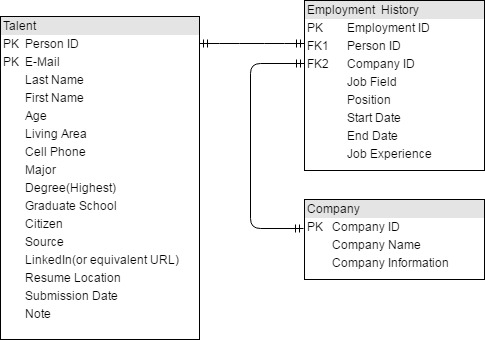 Talent
PK Person ID
PK E-Mail
Last Name
First Name
Age
Living Area
Cell Phone
Major
Degree(Highest)
Graduate School
Citizen
Source
LinkedIn(or equivalent URL)
Resume Location
Submission Date
Note
Employment History
PK Employment ID
FK1 Person ID
FK2 Company ID
Job Field
Position
Start Date
End Date
Job Experience
Company
PK Company ID
Company Name
Company Information